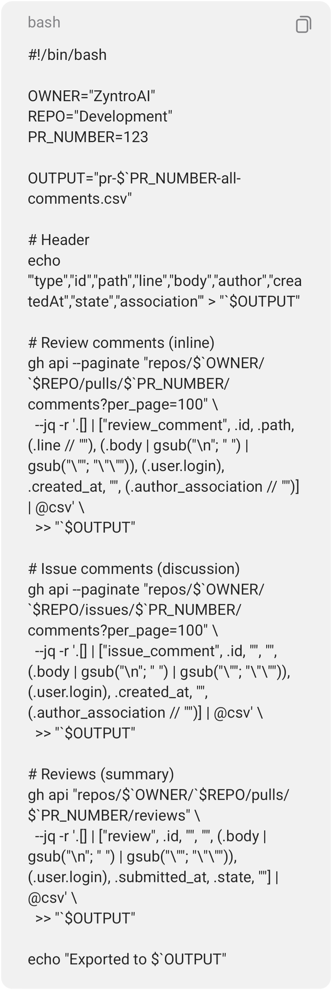 bash
#!/bin/bash
OWNER="ZyntroAI"
REPO="Development"
PR_NUMBER=123
OUTPUT="pr-$`PR_NUMBER-all-
comments.csv"
# Header
echo
'"type","id","path","line","body","author","crea
tedAt","state","association"' > "`$OUTPUT"
# Review comments (inline)
gh api --paginate "repos/$`OWNER/
`$REPO/pulls/$`PR_NUMBER/
comments?per_page=100" \
--jq -r '.[] | ["review_comment", .id, .path,
(.line // ""), (.body | gsub("\n"; " ") |
gsub("\""; "\"\"")), (.user.login),
.created_at, "", (.author_association // "")]
| @csv' \
>> "`$OUTPUT"
# Issue comments (discussion)
gh api --paginate "repos/$`OWNER/
`$REPO/issues/$`PR_NUMBER/
comments?per_page=100" \
--jq -r '.[] | ["issue_comment", .id, "", "",
(.body | gsub("\n"; " ") | gsub("\""; "\"\"")),
(.user.login), .created_at, "",
(.author_association // "")] | @csv' \
>> "`$OUTPUT"
# Reviews (summary)
gh api "repos/$`OWNER/`$REPO/pulls/
$`PR_NUMBER/reviews" \
--jq -r '.[] | ["review", .id, "", "", (.body |
gsub("\n"; " ") | gsub("\""; "\"\"")),
(.user.login), .submitted_at, .state, ""] |
@csv' \
>> "`$OUTPUT"
echo "Exported to $`OUTPUT"